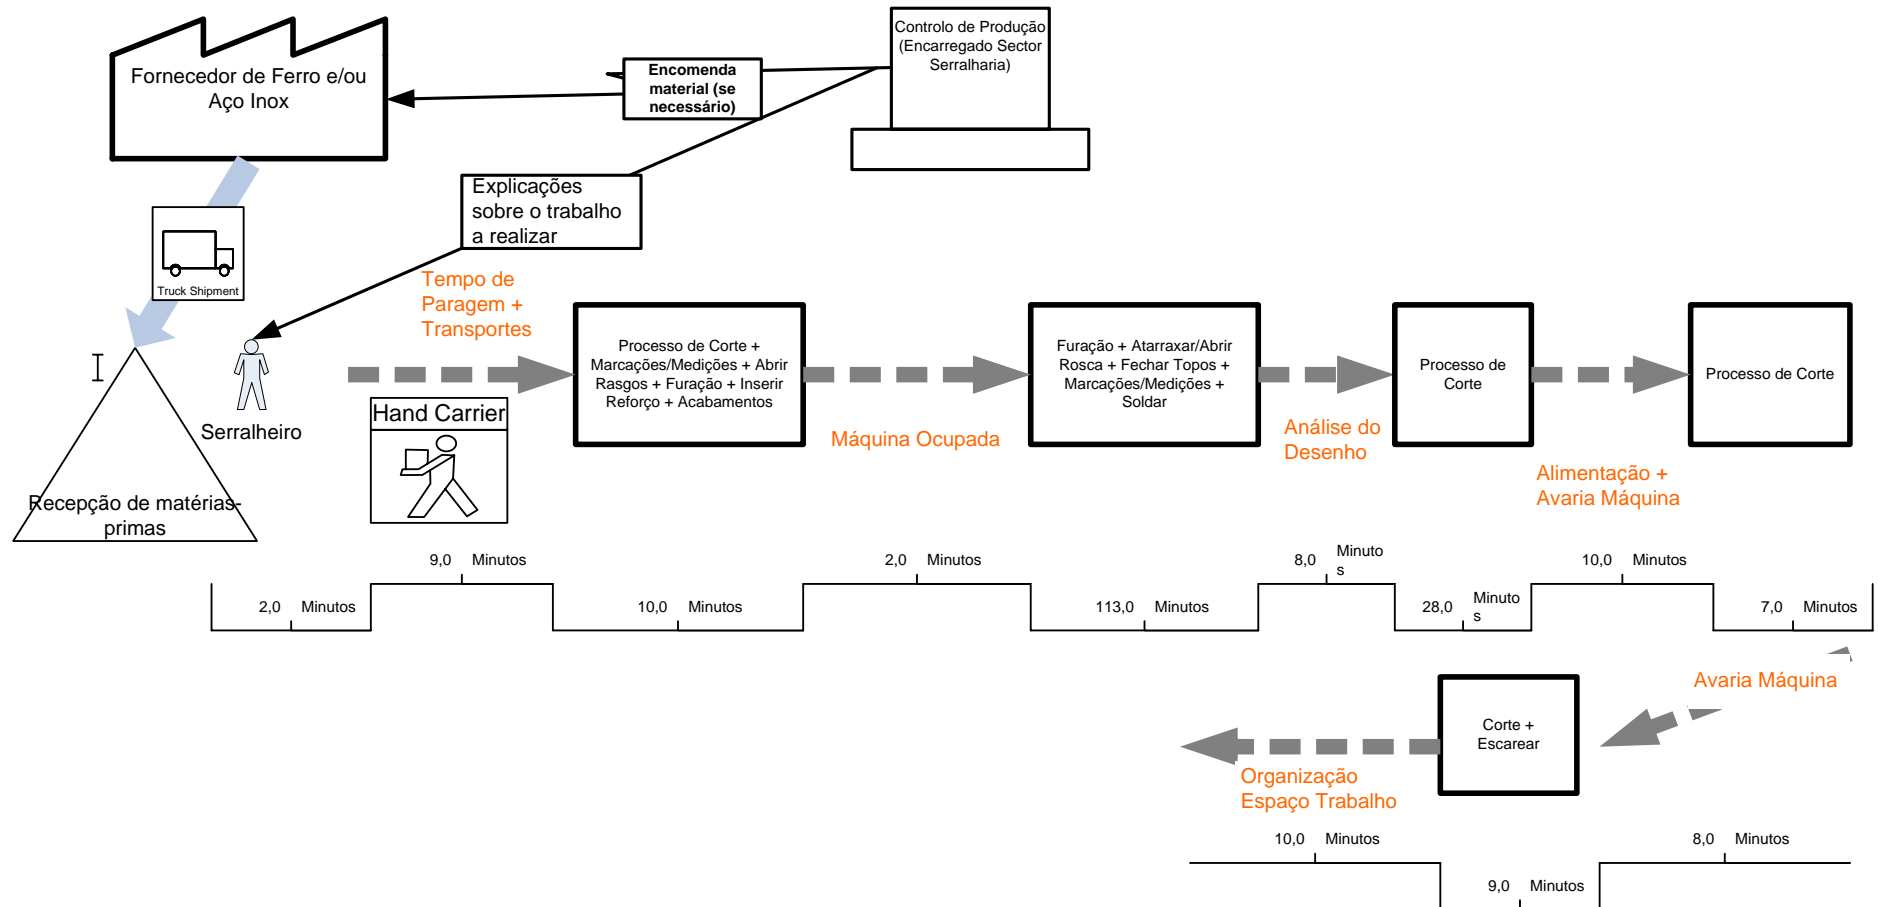 Controlo de Produção
(Encarregado Sector
Serralharia)
Fornecedor de Ferro e/ou
Aço Inox
Encomenda
material (se
necessário)
Explicações
sobre o trabalho
a realizar
Truck Shipment
Tempo de
Paragem +
Transportes
I
Serralheiro
Recepção de matérias-
primas
Hand Carrier
Processo de Corte +
Marcações/Medições + Abrir
Rasgos + Furação + Inserir
Reforço + Acabamentos
Máquina Ocupada
Furação + Atarraxar/Abrir
Rosca + Fechar Topos +
Marcações/Medições +
Soldar
Análise do
Desenho
Processo de
Corte
Alimentação +
Avaria Máquina
Processo de Corte
2,0 Minutos
9,0 Minutos
10,0 Minutos
2,0 Minutos
113,0 Minutos
8,0 Minuto
s
28,0 Minuto
s
10,0 Minutos
7,0 Minutos
Avaria Máquina
Corte +
Escarear
Organização
Espaço Trabalho
10,0 Minutos
9,0 Minutos
8,0 Minutos